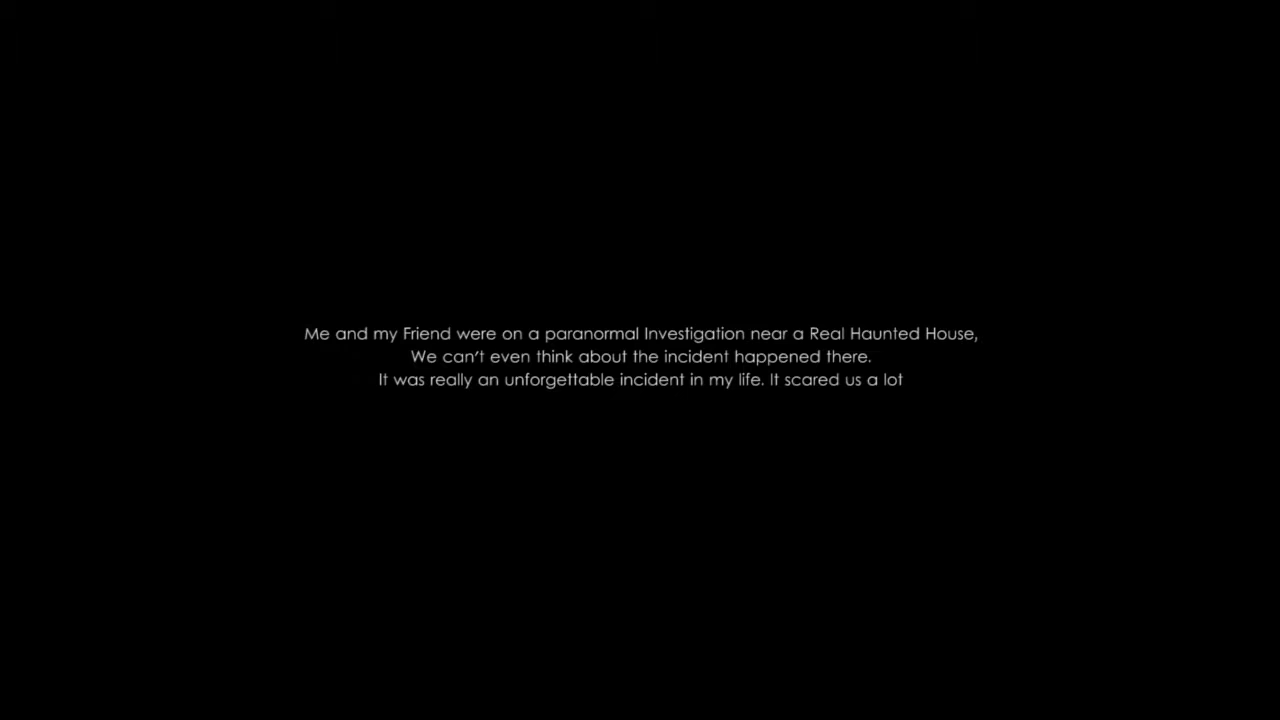 Me and my Friend were on a paranormal Investigation near a Real Haunted House,
We can't even think about the incident happened there.
It was really an unforgettable incident in my life. It scared us a lot